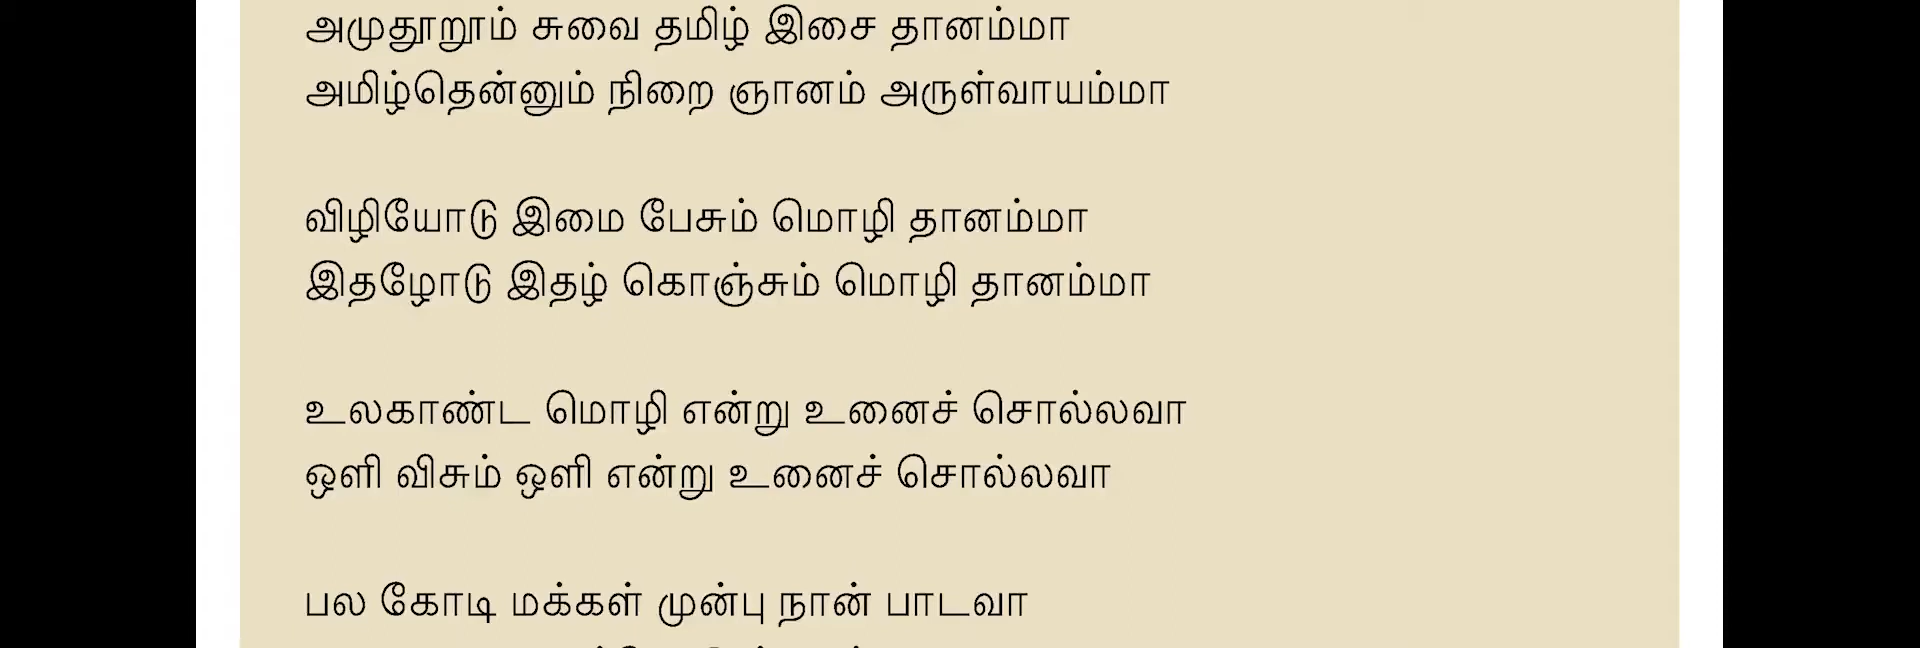 அமுதூறூம் சுவை தமிழ் இசை தானம்மா
அமிழ்தென்னும் நிறை ஞானம் அருள்வாயம்மா
விழியோடு இமை பேசும் மொழி தானம்மா
இதழோடு இதழ் கொஞ்சும் மொழி தானம்மா
உலகாண்ட மொழி என்று உனைச் சொல்லவா
ஒளி விசும் ஒளி என்று உனைச் சொல்லவா
பல கோடி மக்கள் முன்பு நான் பாடவா